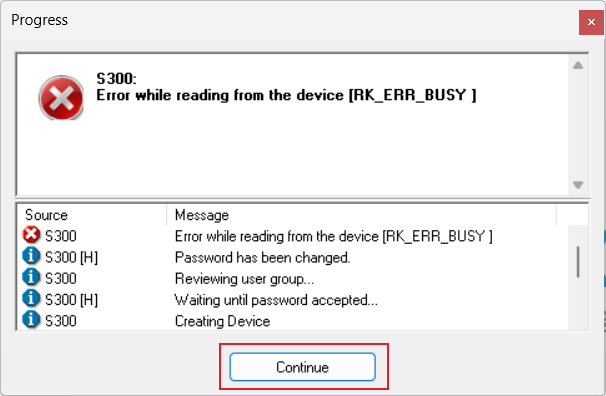 Progress
S300:
Error while reading from the device [RK_ERR_BUSY ]
Source Message
S300 Error while reading from the device [RK_ERR_BUSY ]
S300 [H] Password has been changed.
S300 Reviewing user group...
S300 [H] Waiting until password accepted...
S300 Creating Device
Continue